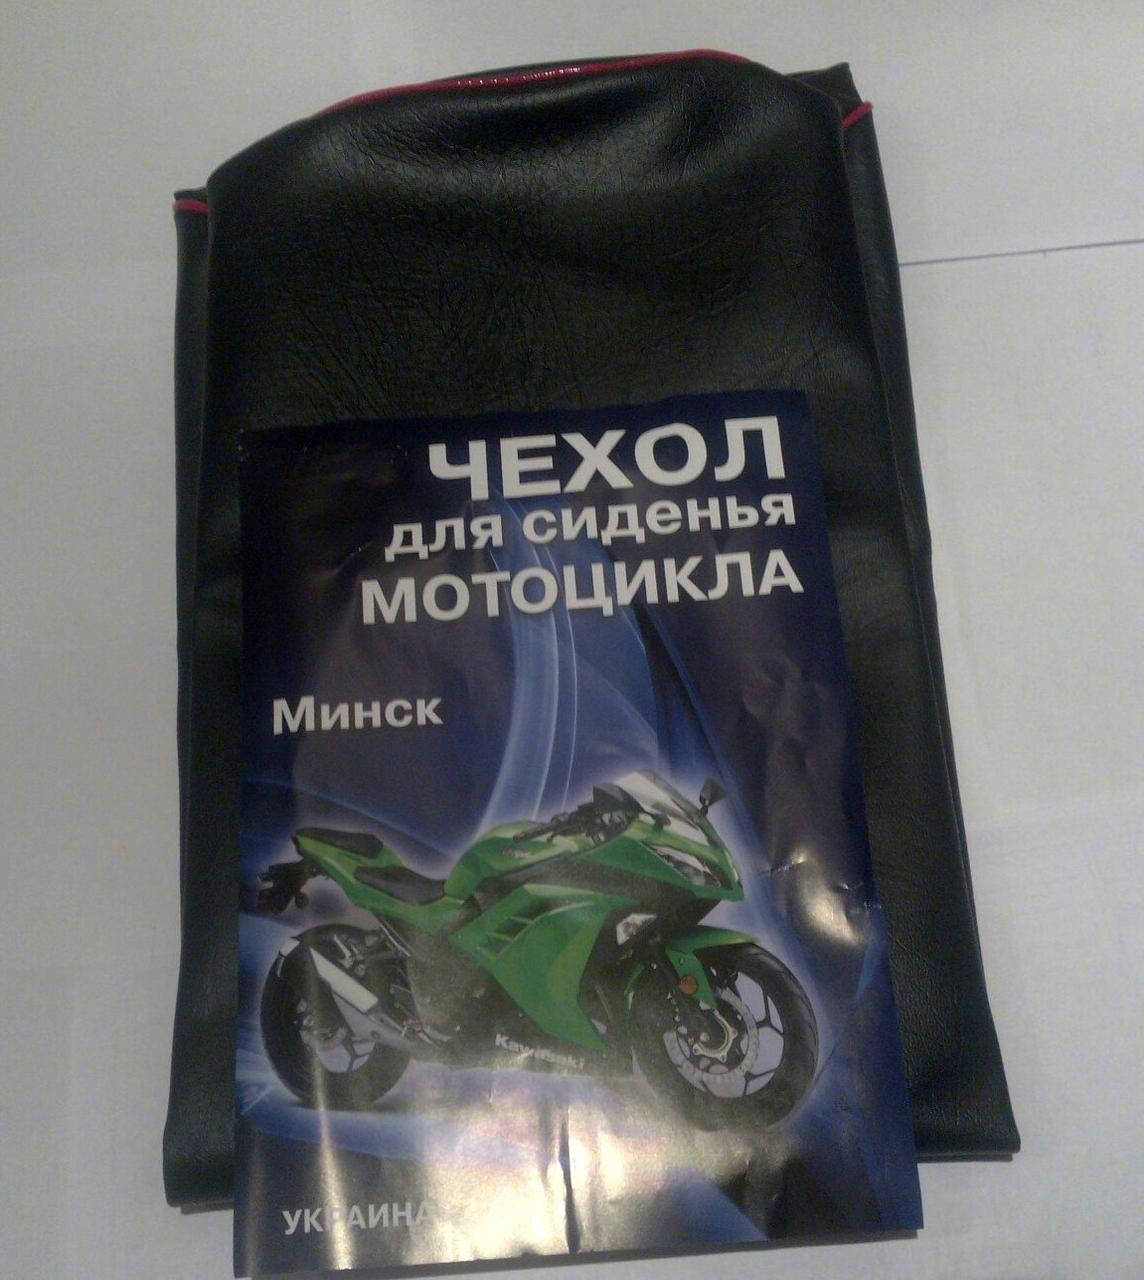 ЧЕХОЛ
для сиденья
МОТОЦИКЛА
Минск
Kawasaki
УКРАИНА